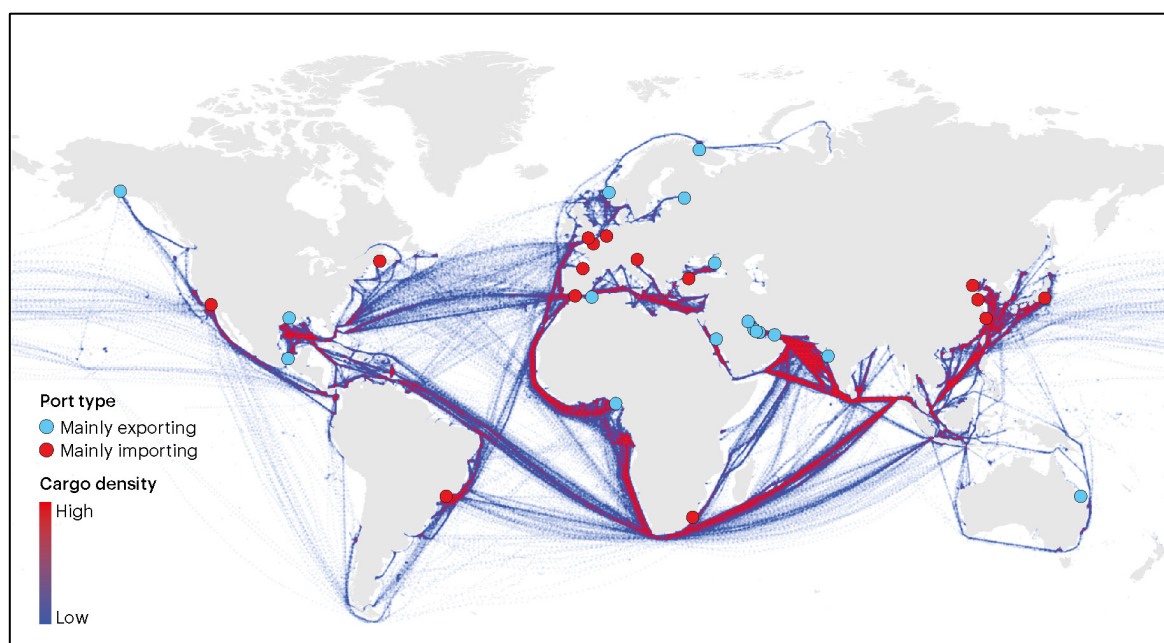 Port type
Mainly exporting
Mainly importing
Cargo density
High
Low